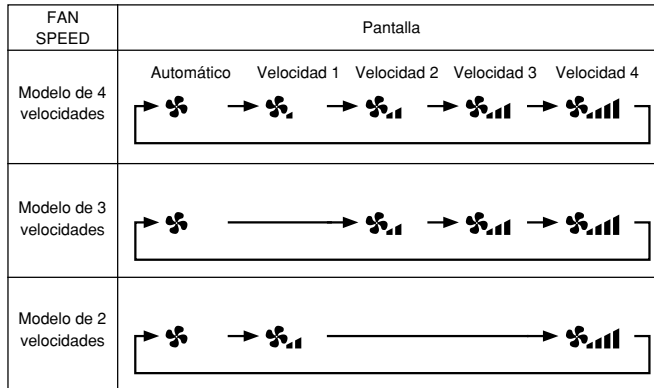 FAN
SPEED
Pantalla
Modelo de 4
velocidades
Automático Velocidad 1 Velocidad 2 Velocidad 3 Velocidad 4
Modelo de 3
velocidades
Modelo de 2
velocidades